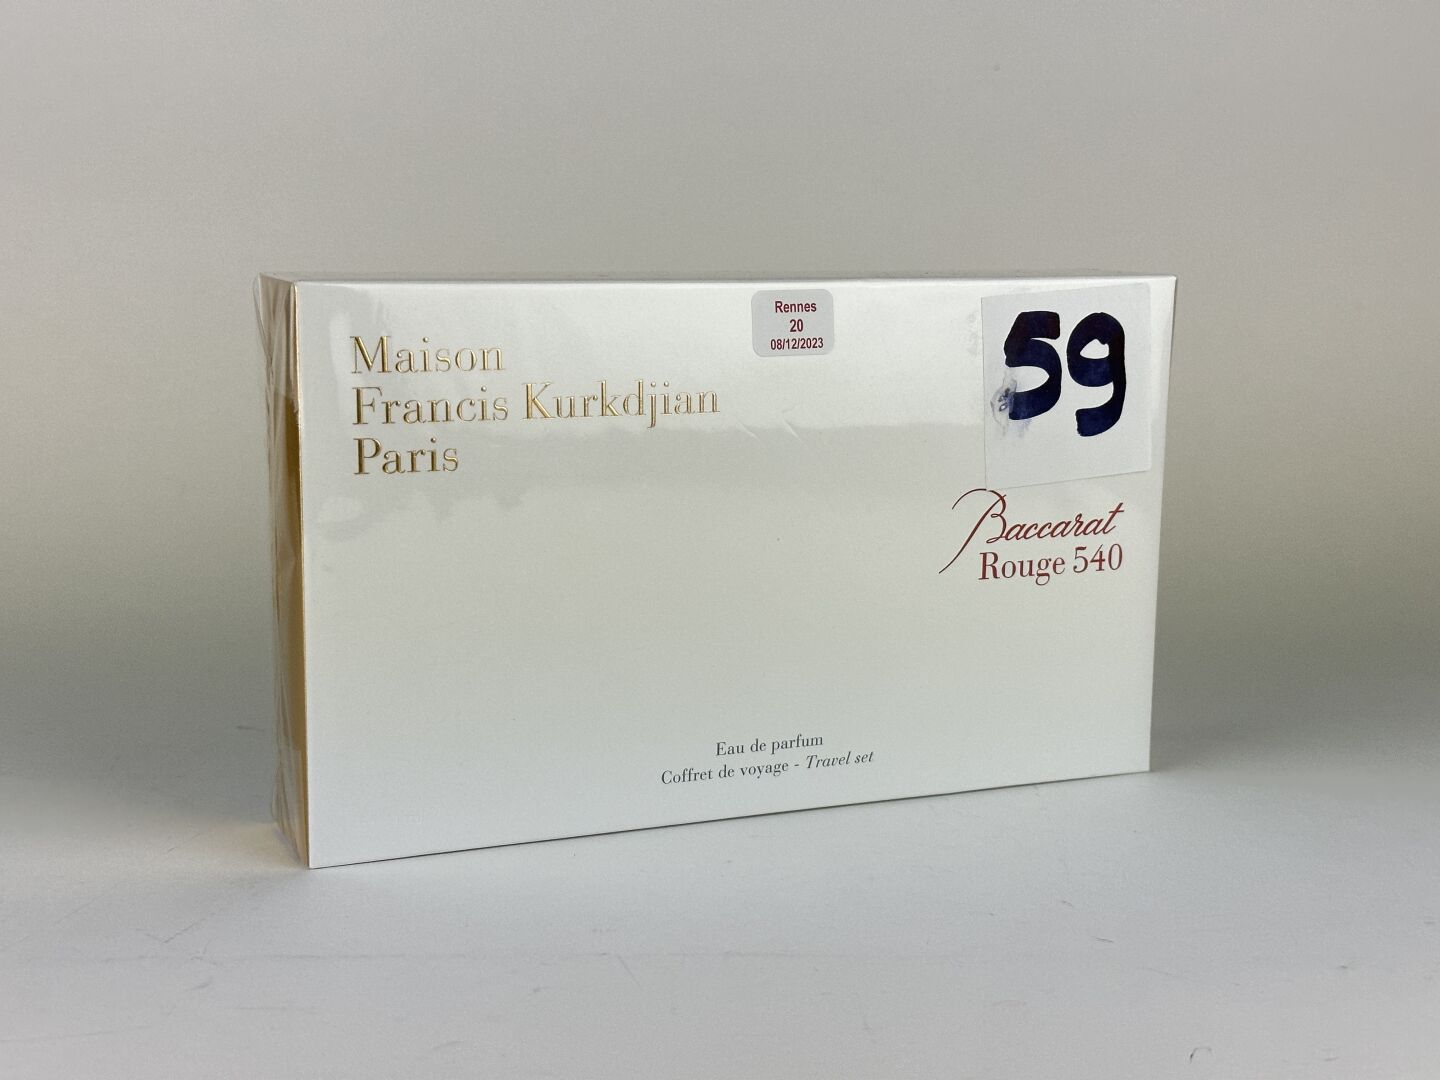 Maison
Francis Kurkdjian
Paris
Rennes
20
08/12/2023
59
Baccarat
Rouge 540
Eau de parfum
Coffret de voyage - Travel set